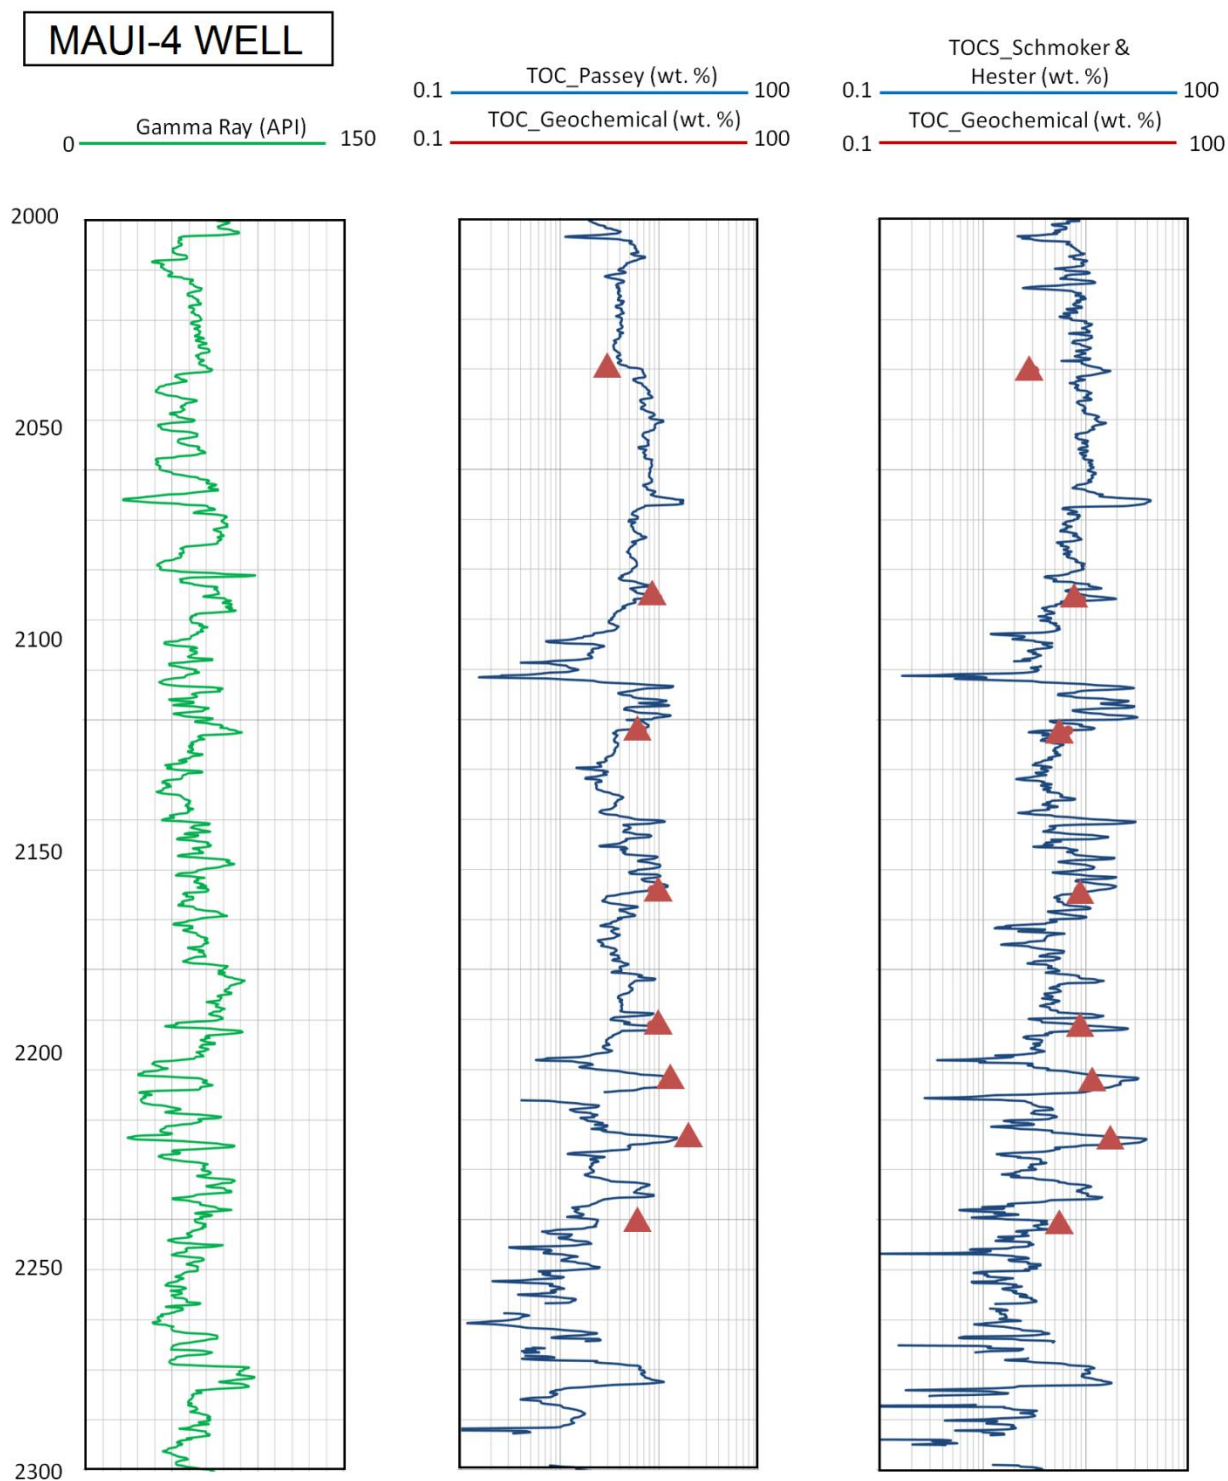 MAUI-4 WELL
0 Gamma Ray (API) 150
0.1 TOC_Passey (wt. %) 100
0.1 TOC_Geochemical (wt. %) 100
TOCS_Schmoker &
0.1 Hester (wt. %) 100
0.1 TOC_Geochemical (wt. %) 100
2000
2050
2100
2150
2200
2250
2300